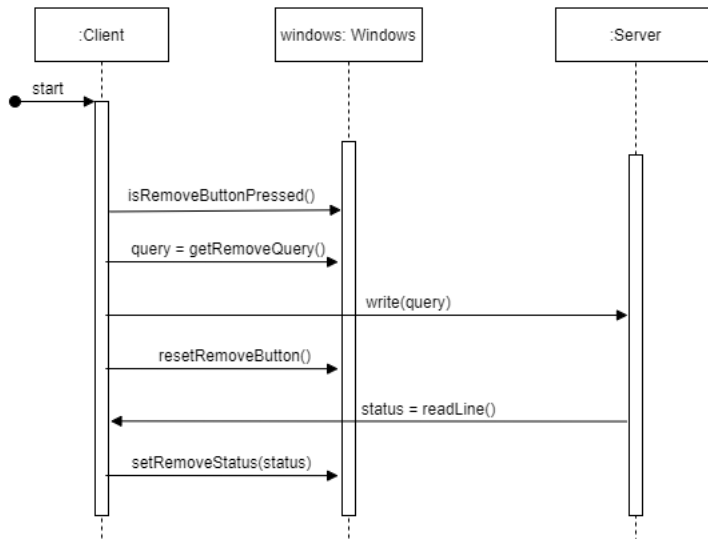 :Client
windows: Windows
:Server
start
isRemoveButtonPressed()
query = getRemoveQuery()
write(query)
resetRemoveButton()
status = readLine()
setRemoveStatus(status)